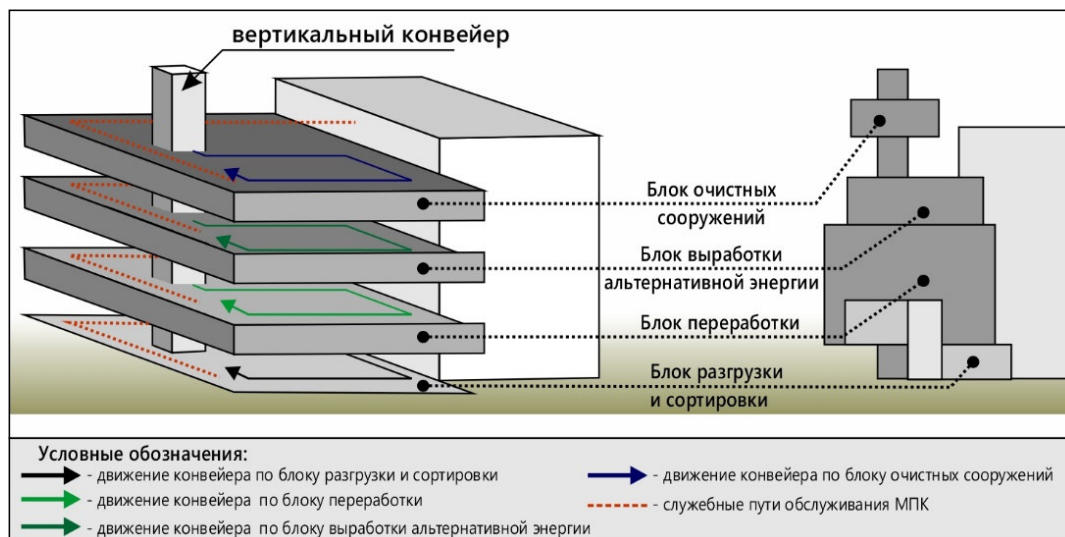 вертикальный конвейер
Блок очистных
сооружений
Блок выработки
альтернативной энергии
Блок переработки
Блок разгрузки
и сортировки
Условные обозначения:
- движение конвейера по блоку разгрузки и сортировки
- движение конвейера по блоку переработки
- движение конвейера по блоку выработки альтернативной энергии
- движение конвейера по блоку очистных сооружений
- служебные пути обслуживания МПК